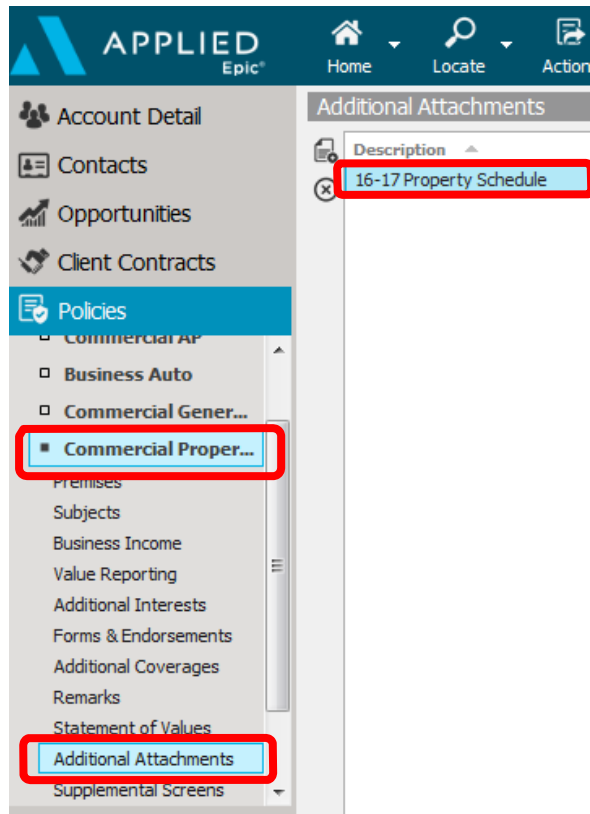 APPLIED
Epic®
Home
Locate
Action
Account Detail
Contacts
Opportunities
Client Contracts
Policies
Commercial AP
Business Auto
Commercial Gener...
Commercial Proper...
Premises
Subjects
Business Income
Value Reporting
Additional Interests
Forms & Endorsements
Additional Coverages
Remarks
Statement of Values
Additional Attachments
Supplemental Screens
Additional Attachments
Description
16-17 Property Schedule